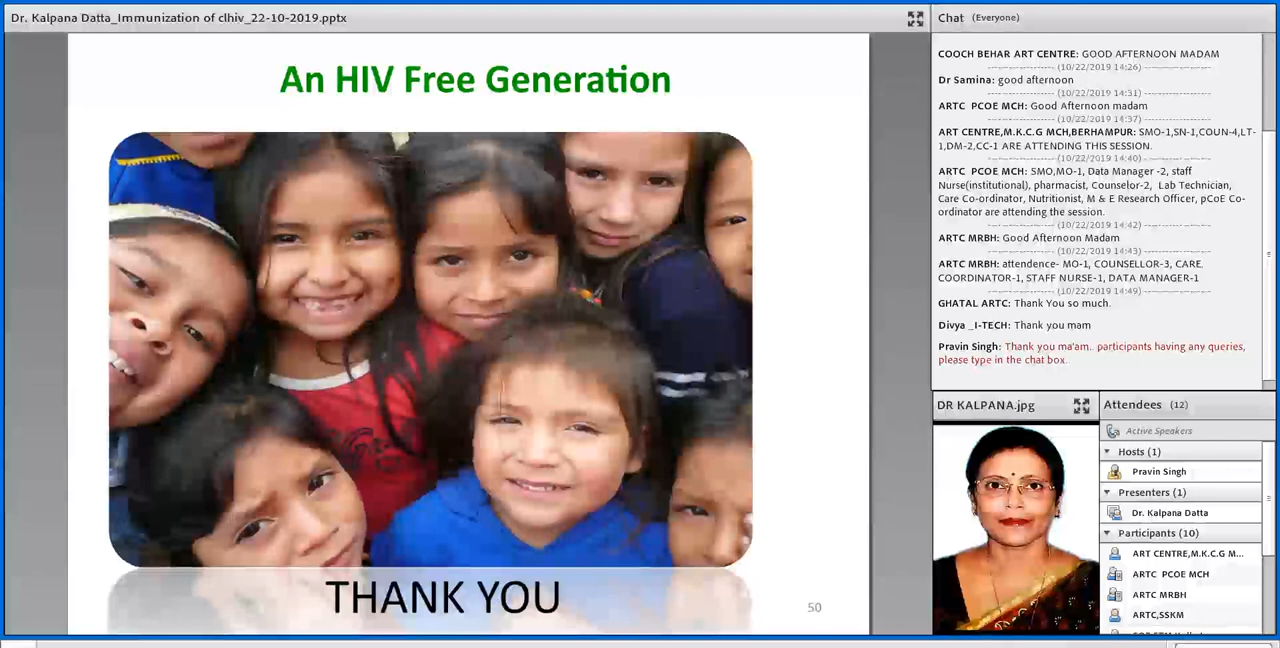 Dr. Kalpana Datta_Immunization of clhiv_22-10-2019.pptx
An HIV Free Generation
THANK YOU
50
Chat (Everyone)
COOCH BEHAR ART CENTRE: GOOD AFTERNOON MADAM
------------------ (10/22/2019 14:26) ------------------
Dr Samina: good afternoon
------------------ (10/22/2019 14:31) ------------------
ARTC PCOE MCH: Good Afternoon madam
------------------ (10/22/2019 14:37) ------------------
ART CENTRE,M.K.C.G MCH,BERHAMPUR: SMO-1,SN-1,COUN-4,LT-
1,DM-2,CC-1 ARE ATTENDING THIS SESSION.
------------------ (10/22/2019 14:40) ------------------
ARTC PCOE MCH: SMO,MO-1, Data Manager -2, staff
Nurse(institutional), pharmacist, Counselor-2, Lab Technician,
Care Co-ordinator, Nutritionist, M & E Research Officer, pCoE Co-
ordinator are attending the session.
------------------ (10/22/2019 14:42) ------------------
ARTC MRBH: Good Afternoon Madam
------------------ (10/22/2019 14:43) ------------------
ARTC MRBH: attendence- MO-1, COUNSELLOR-3, CARE
COORDINATOR-1, STAFF NURSE-1, DATA MANAGER-1
------------------ (10/22/2019 14:49) ------------------
GHATAL ARTC: Thank You so much.
Divya _I-TECH: Thank you mam
Pravin Singh: Thank you ma'am.. participants having any queries,
please type in the chat box.
DR KALPANA.jpg
Attendees (12)
Active Speakers
Hosts (1)
Pravin Singh
Presenters (1)
Dr. Kalpana Datta
Participants (10)
ART CENTRE,M.K.C.G M...
ARTC PCOE MCH
ARTC MRBH
ARTC,SSKM